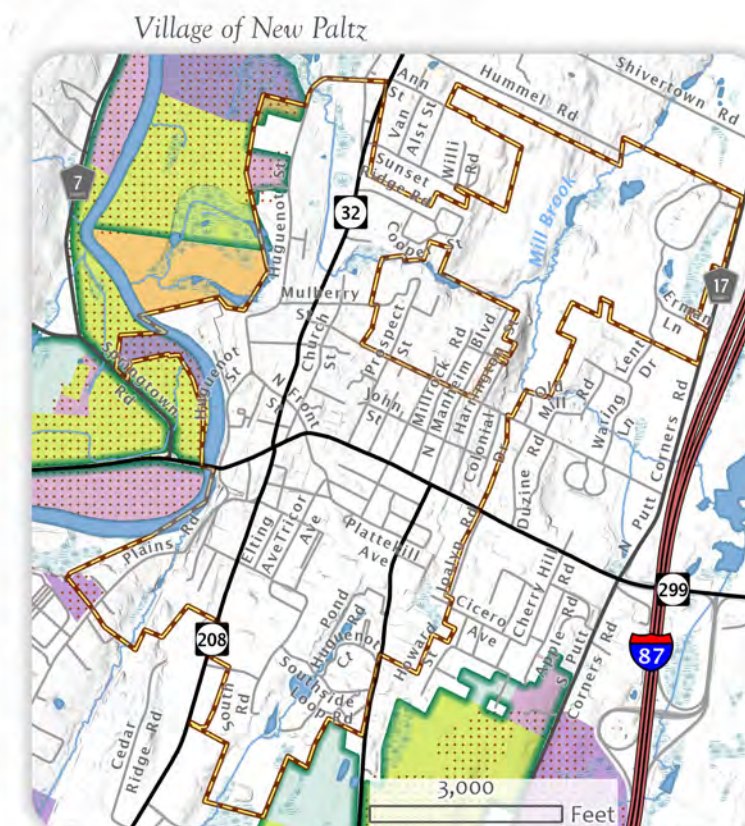 Village of New Paltz
Ann St
Hummel Rd
Shivertown Rd
Van Alst St
Willi Rd
Sunset Ridge Rd
7
32
Huguenot St
Mill Brook
17
Mulberry St
Church St
Prospect St
Erman Ln
Lent Dr
Millrock Rd
N Manheim Blvd
Harrington St
Springtown Rd
Huguenot St
N Front St
John St
Colonial Dr
Old Mill Rd
Waring Ln
Duzine Rd
N Putt Corners Rd
Plains Rd
Elting Ave
Tricor Ave
Plattekill Ave
Joalyn Rd
Cherry Hill Rd
Cicero Ave
Apple Rd
S Putt Corners Rd
299
87
208
Pond Rd
Huguenot Ct
Howard St
Southside Loop Rd
South Rd
Cedar Ridge Rd
3,000
Feet